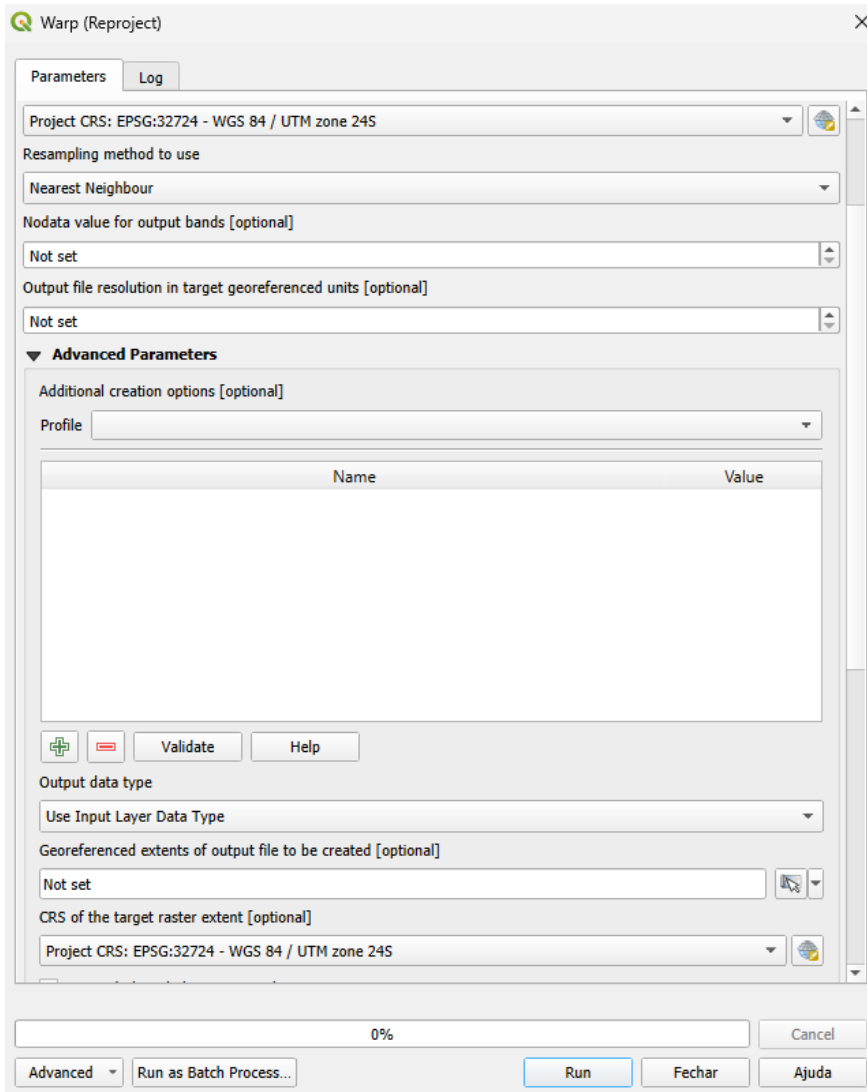 Warp (Reproject)
Parameters
Log
Project CRS: EPSG:32724 - WGS 84 / UTM zone 24S
Resampling method to use
Nearest Neighbour
Nodata value for output bands [optional]
Not set
Output file resolution in target georeferenced units [optional]
Not set
Advanced Parameters
Additional creation options [optional]
Profile
Name Value
Validate Help
Output data type
Use Input Layer Data Type
Georeferenced extents of output file to be created [optional]
Not set
CRS of the target raster extent [optional]
Project CRS: EPSG:32724 - WGS 84 / UTM zone 24S
0% Cancel
Advanced Run as Batch Process... Run Fechar Ajuda